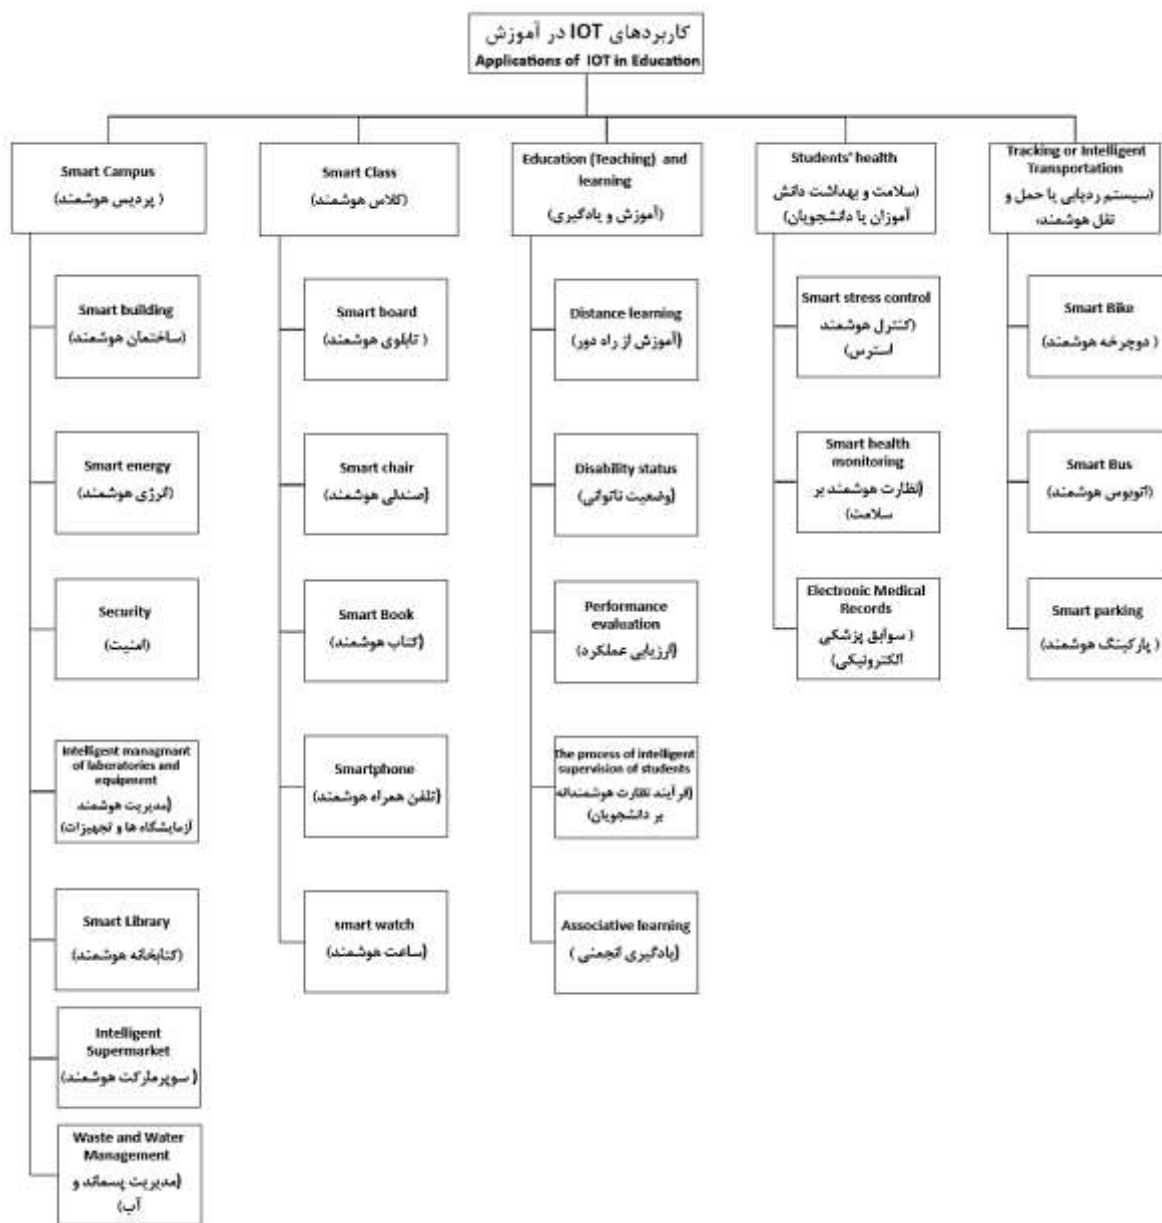 کاربردهای IOT در آموزش
Applications of IOT in Education
Smart Campus
( پردیس هوشمند)
Smart building
(ساختمان هوشمند)
Smart energy
(انرژی هوشمند)
Security
(امنیت)
Intelligent managmant
of laboratories and
equipment
(مدیریت هوشمند
آزمایشگاه ها و تجهیزات)
Smart Library
(کتابخانه هوشمند)
Intelligent
Supermarket
( سوپرمارکت هوشمند)
Waste and Water
Management
(مدیریت پسماند و
آب)
Smart Class
(کلاس هوشمند)
Smart board
( تابلوی هوشمند)
Smart chair
(صندلی هوشمند)
Smart Book
(کتاب هوشمند)
Smartphone
(تلفن همراه هوشمند)
smart watch
(ساعت هوشمند)
Education (Teaching) and
learning
(آموزش و یادگیری)
Distance learning
(آموزش از راه دور)
Disability status
(وضعیت ناتوانی)
Performance
evaluation
(ارزیابی عملکرد)
The process of intelligent
supervision of students
(فرآیند نظارت هوشمندانه
بر دانشجویان)
Associative learning
(یادگیری انجمنی )
Students' health
(سلامت و بهداشت دانش
آموزان یا دانشجویان)
Smart stress control
(کنترل هوشمند
استرس)
Smart health
monitoring
(نظارت هوشمند بر
سلامت)
Electronic Medical
Records
( سوابق پزشکی
الکترونیکی)
Tracking or Intelligent
Transportation
(سیستم ردیابی یا حمل و
نقل هوشمند،
Smart Bike
( دوچرخه هوشمند)
Smart Bus
(اتوبوس هوشمند)
Smart parking
( پارکینگ هوشمند)